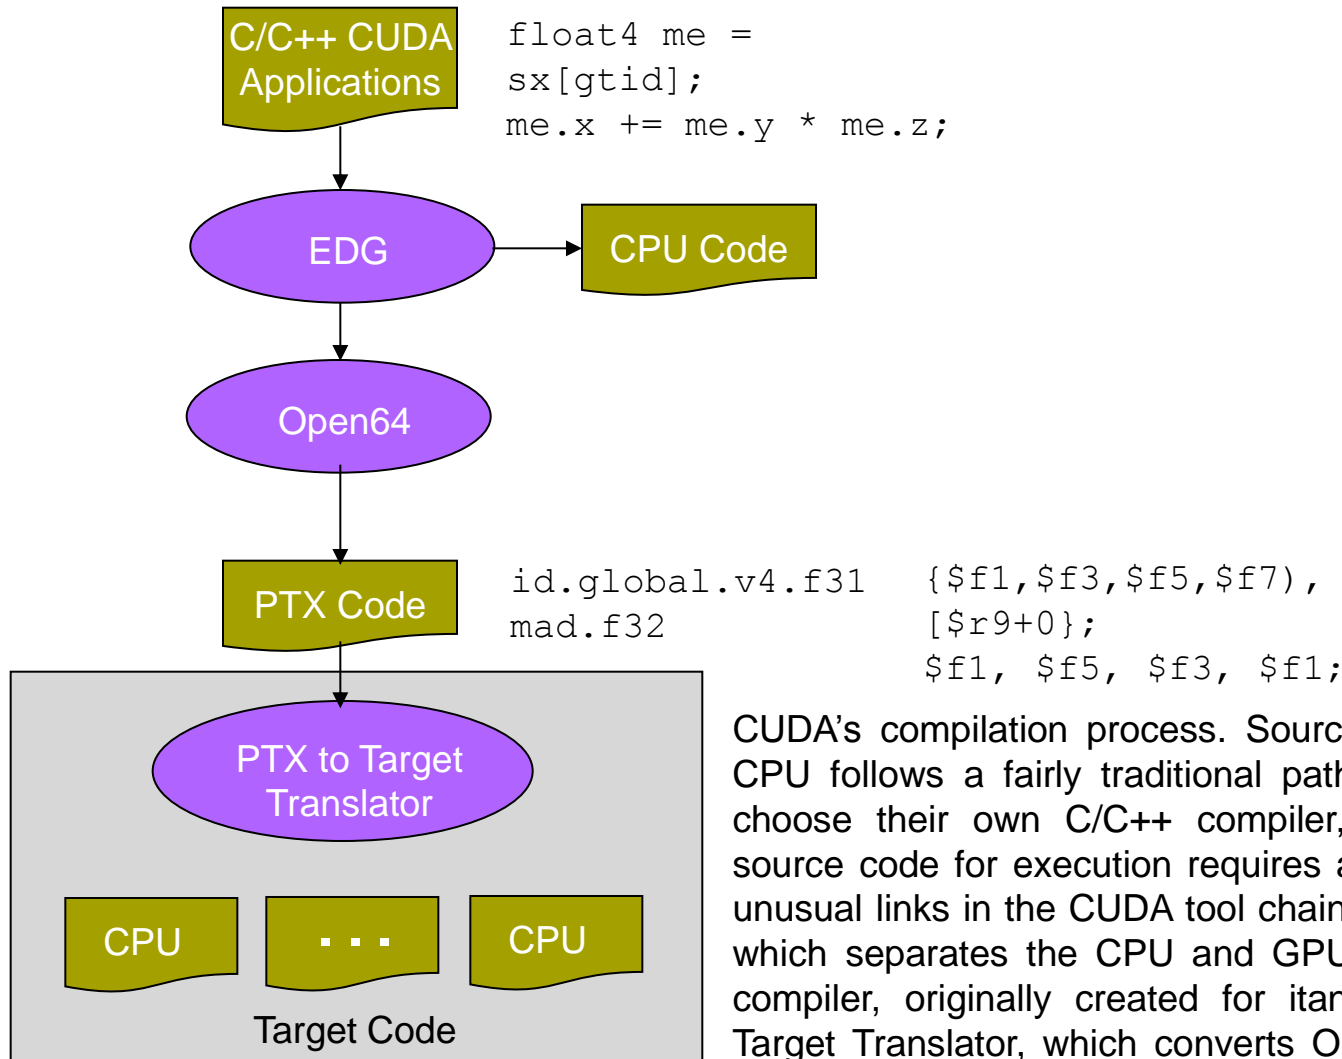 C/C++ CUDA
Applications
float4 me =
sx[gtid];
me.x += me.y * me.z;
EDG
CPU Code
Open64
PTX Code
id.global.v4.f31 {$f1,$f3,$f5,$f7),
mad.f32 [$r9+0};
$f1, $f5, $f3, $f1;
PTX to Target
Translator
CPU
. . .
CPU
Target Code
CUDA’s compilation process. Sourc
CPU follows a fairly traditional path
choose their own C/C++ compiler,
source code for execution requires a
unusual links in the CUDA tool chain
which separates the CPU and GPU
compiler, originally created for itan
Target Translator, which converts O